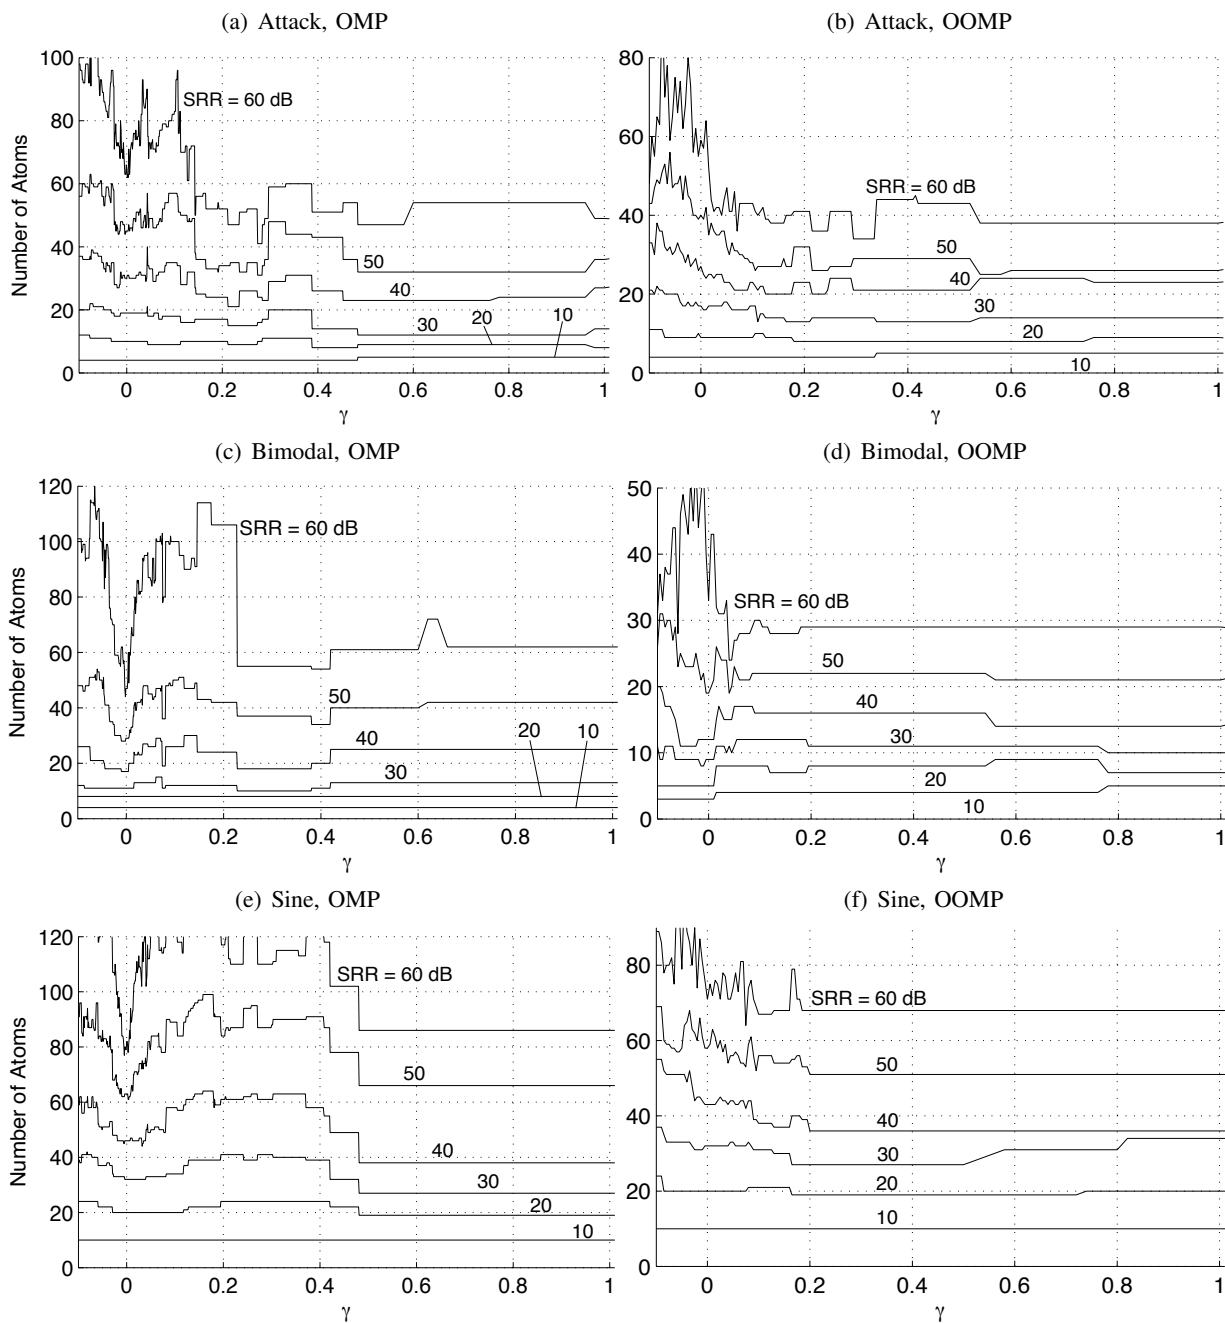 (a) Attack, OMP
100
80
60
40
20
0
Number of Atoms
SRR = 60 dB
50
40
30
20
10
0 0.2 0.4 0.6 0.8 1
γ
(b) Attack, OOMP
80
60
40
20
0
SRR = 60 dB
50
40
30
20
10
0 0.2 0.4 0.6 0.8 1
γ
(c) Bimodal, OMP
120
100
80
60
40
20
0
Number of Atoms
SRR = 60 dB
50
40
30
20
10
0 0.2 0.4 0.6 0.8 1
γ
(d) Bimodal, OOMP
50
40
30
20
10
0
SRR = 60 dB
50
40
30
20
10
0 0.2 0.4 0.6 0.8 1
γ
(e) Sine, OMP
120
100
80
60
40
20
0
Number of Atoms
SRR = 60 dB
50
40
30
20
10
0 0.2 0.4 0.6 0.8 1
γ
(f) Sine, OOMP
80
60
40
20
0
SRR = 60 dB
50
40
30
20
10
0 0.2 0.4 0.6 0.8 1
γ